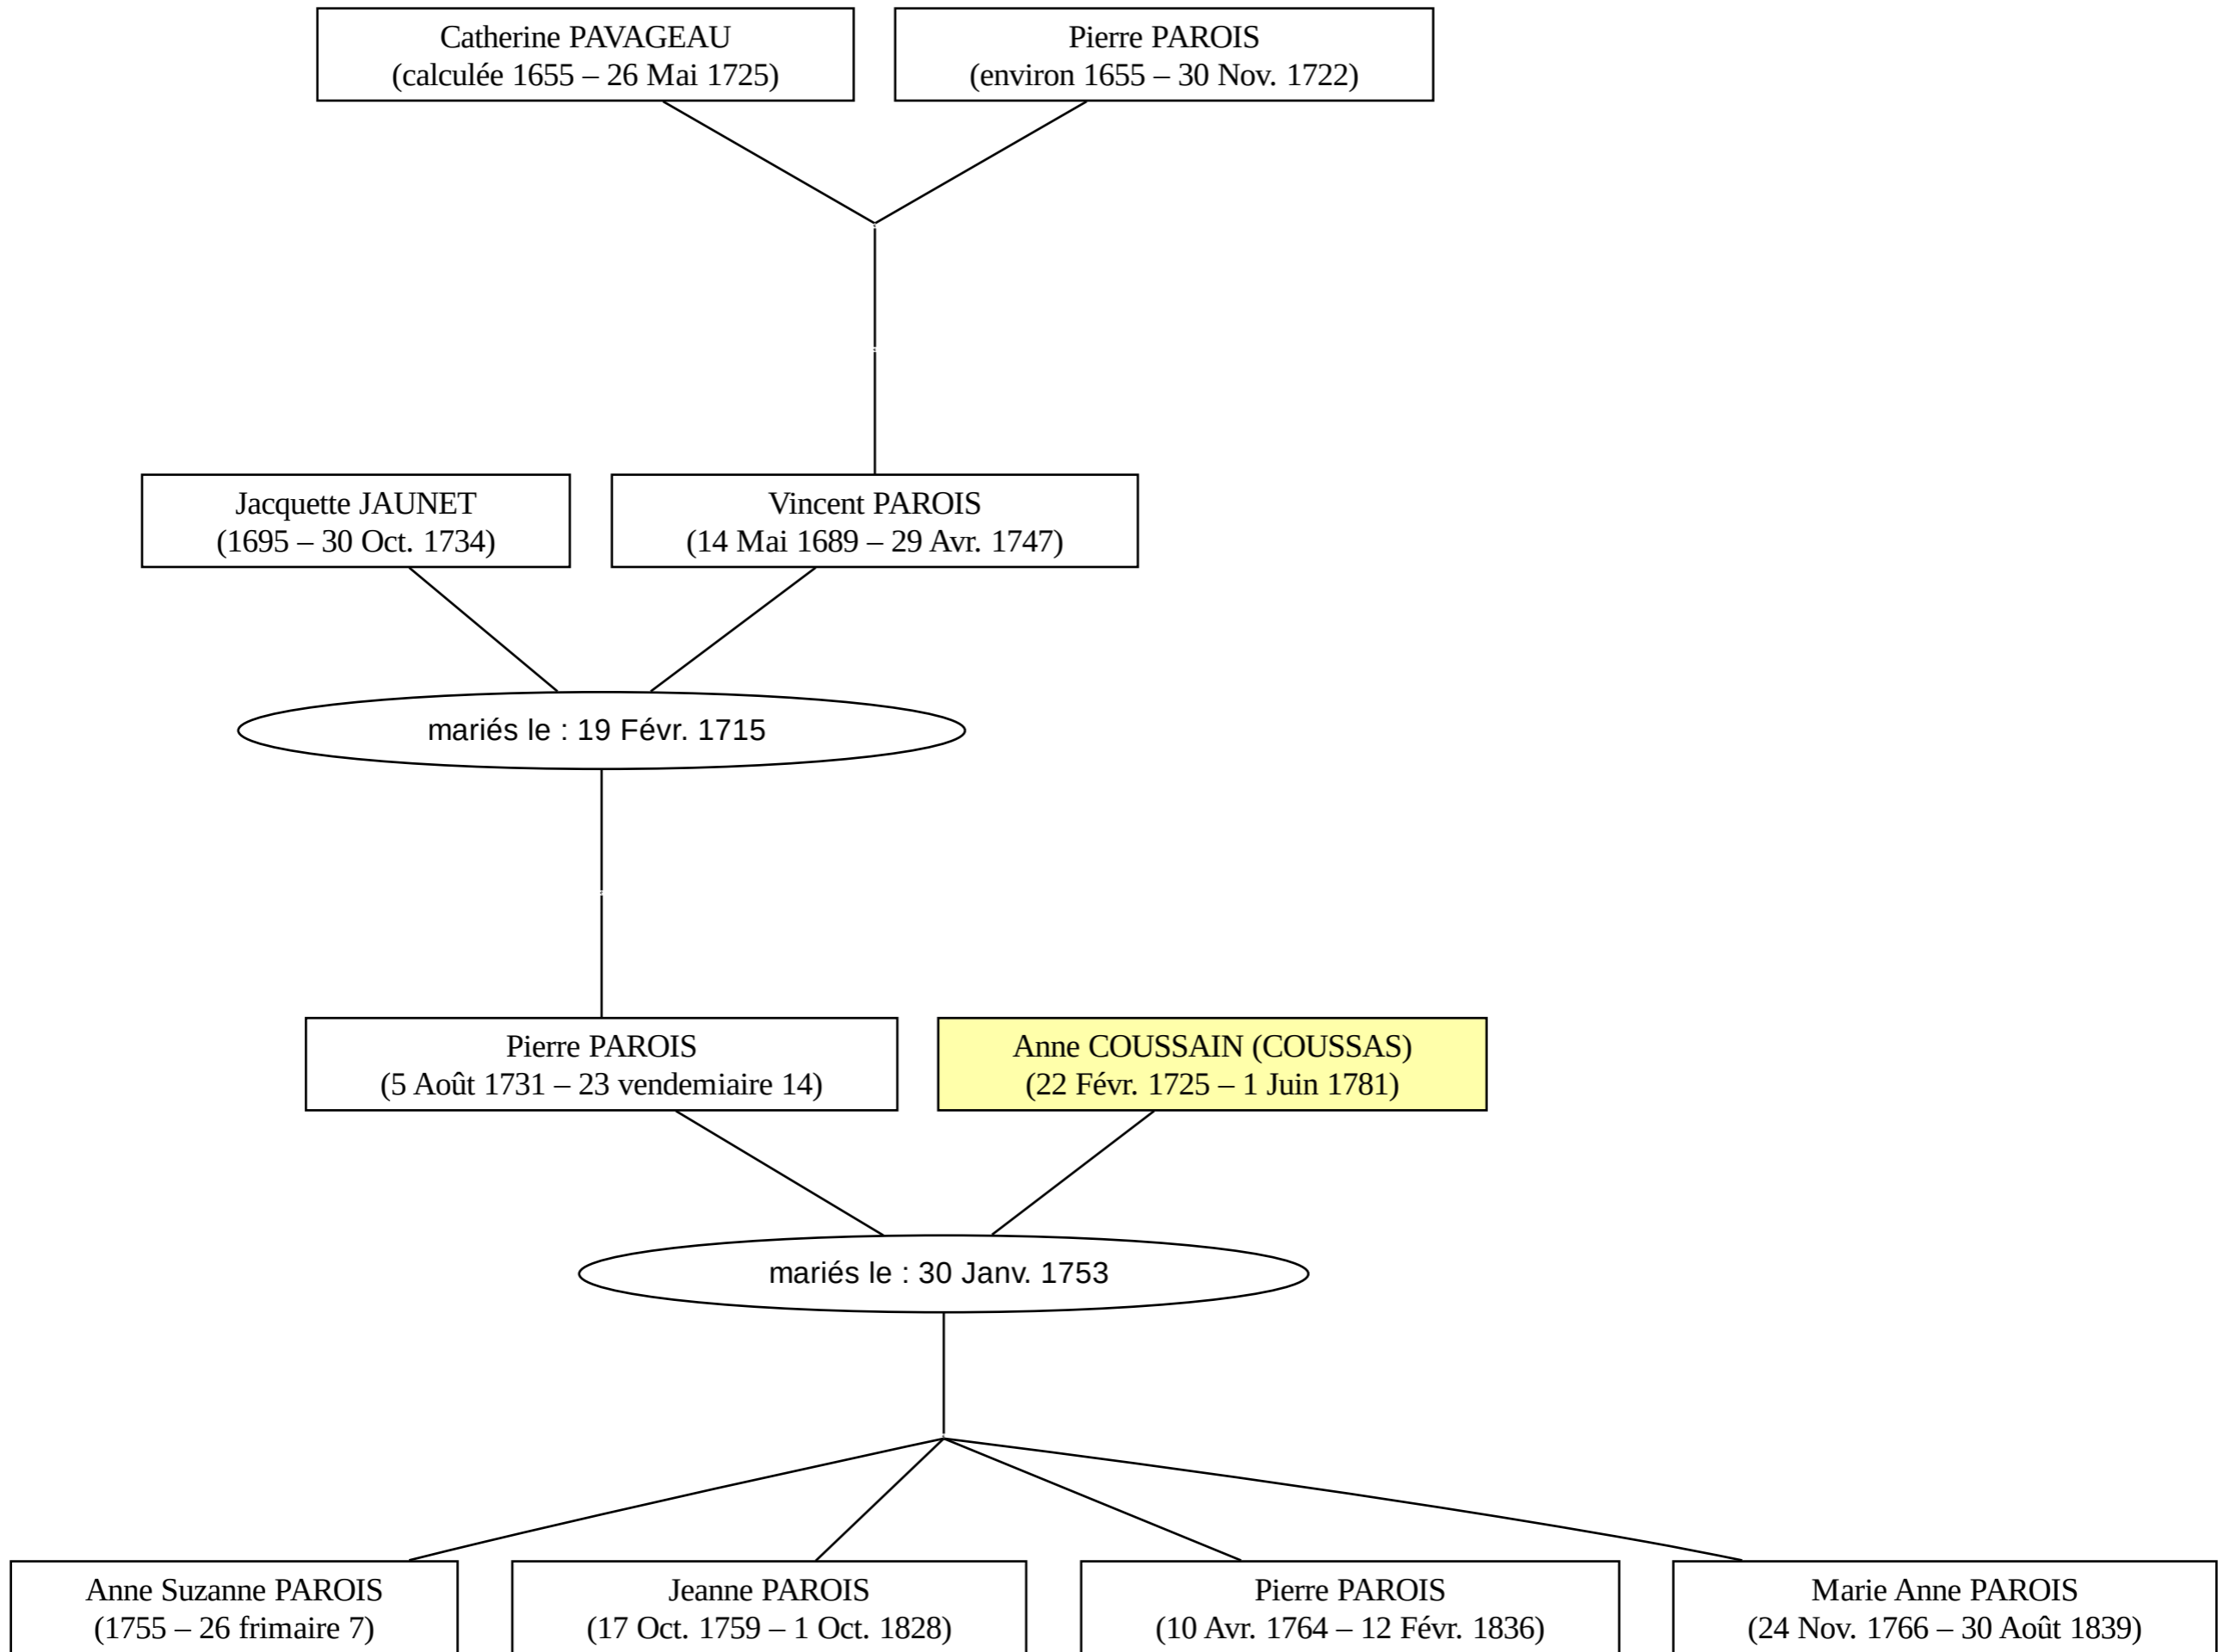 Catherine PAVAGEAU
(calculée 1655 – 26 Mai 1725)
Pierre PAROIS
(environ 1655 – 30 Nov. 1722)
Jacquette JAUNET
(1695 – 30 Oct. 1734)
Vincent PAROIS
(14 Mai 1689 – 29 Avr. 1747)
mariés le : 19 Févr. 1715
Pierre PAROIS
(5 Août 1731 – 23 vendemiaire 14)
Anne COUSSAIN (COUSSAS)
(22 Févr. 1725 – 1 Juin 1781)
mariés le : 30 Janv. 1753
Anne Suzanne PAROIS
(1755 – 26 frimaire 7)
Jeanne PAROIS
(17 Oct. 1759 – 1 Oct. 1828)
Pierre PAROIS
(10 Avr. 1764 – 12 Févr. 1836)
Marie Anne PAROIS
(24 Nov. 1766 – 30 Août 1839)